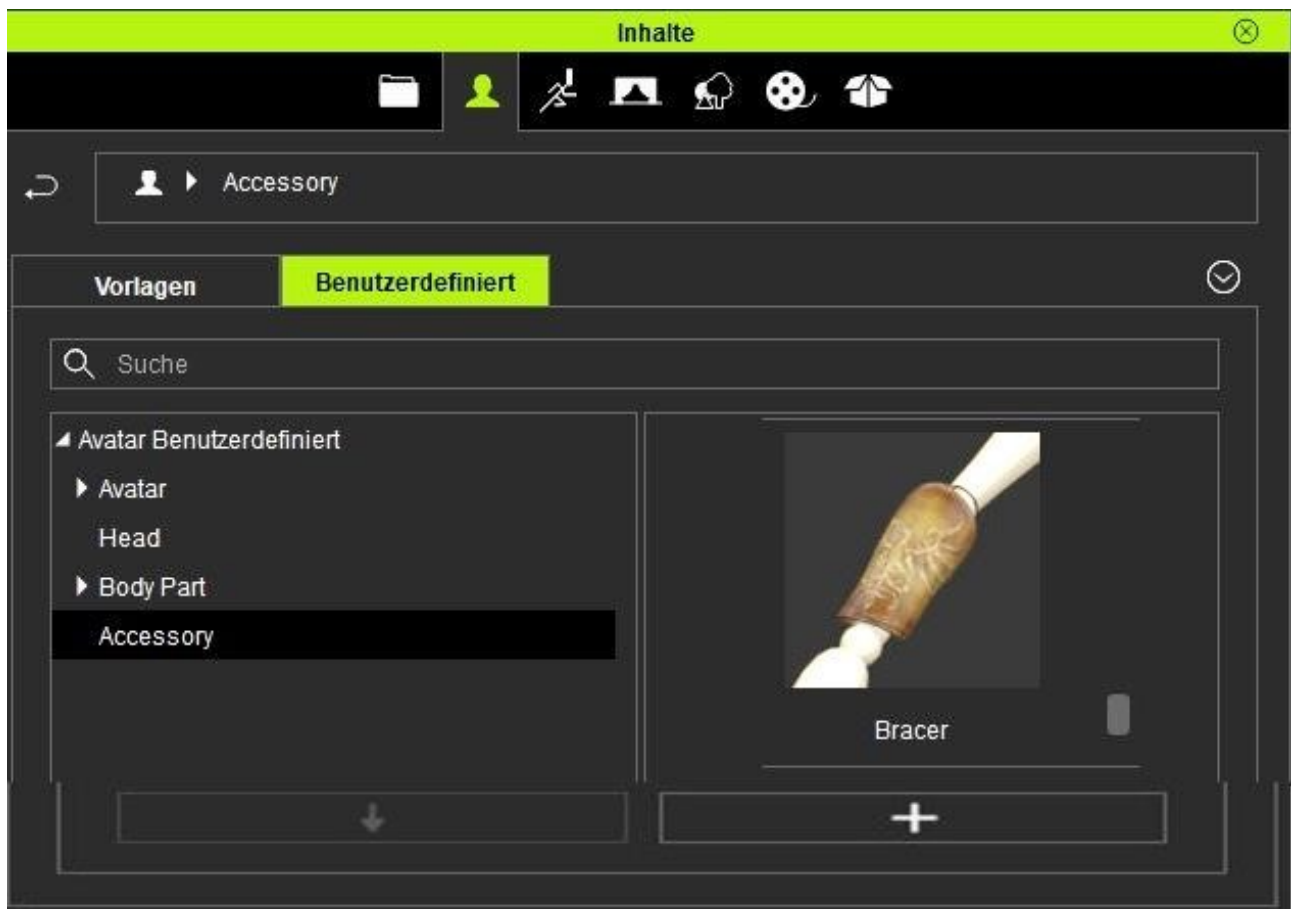 Inhalte
Accessory
Vorlagen
Benutzerdefiniert
Suche
Avatar Benutzerdefiniert
Avatar
Head
Body Part
Accessory
Bracer